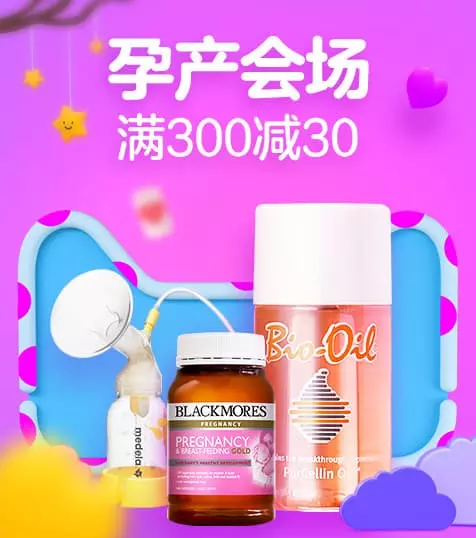 孕产会场
满300减30
Bio-Oil
BLACKMORES
PREGNANCY
PREGNANCY
& BREAST-FEEDING GOLD
medela
PurCellin Oil